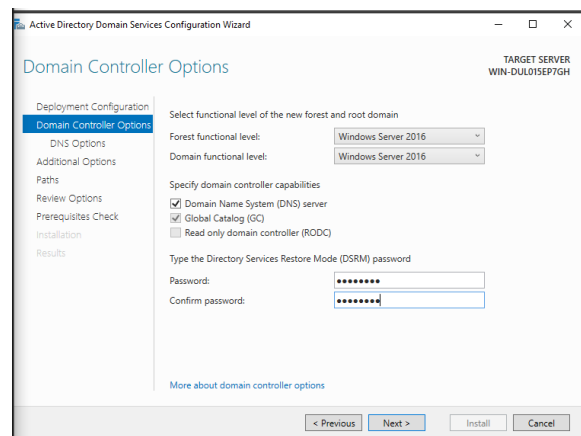 Active Directory Domain Services Configuration Wizard
Domain Controller Options
TARGET SERVER
WIN-DUL015EP7GH
Deployment Configuration
Domain Controller Options
DNS Options
Additional Options
Paths
Review Options
Prerequisites Check
Installation
Results
Select functional level of the new forest and root domain
Forest functional level: Windows Server 2016
Domain functional level: Windows Server 2016
Specify domain controller capabilities
Domain Name System (DNS) server
Global Catalog (GC)
Read only domain controller (RODC)
Type the Directory Services Restore Mode (DSRM) password
Password: ●●●●●●●●
Confirm password: ●●●●●●●●
More about domain controller options
< Previous Next > Install Cancel